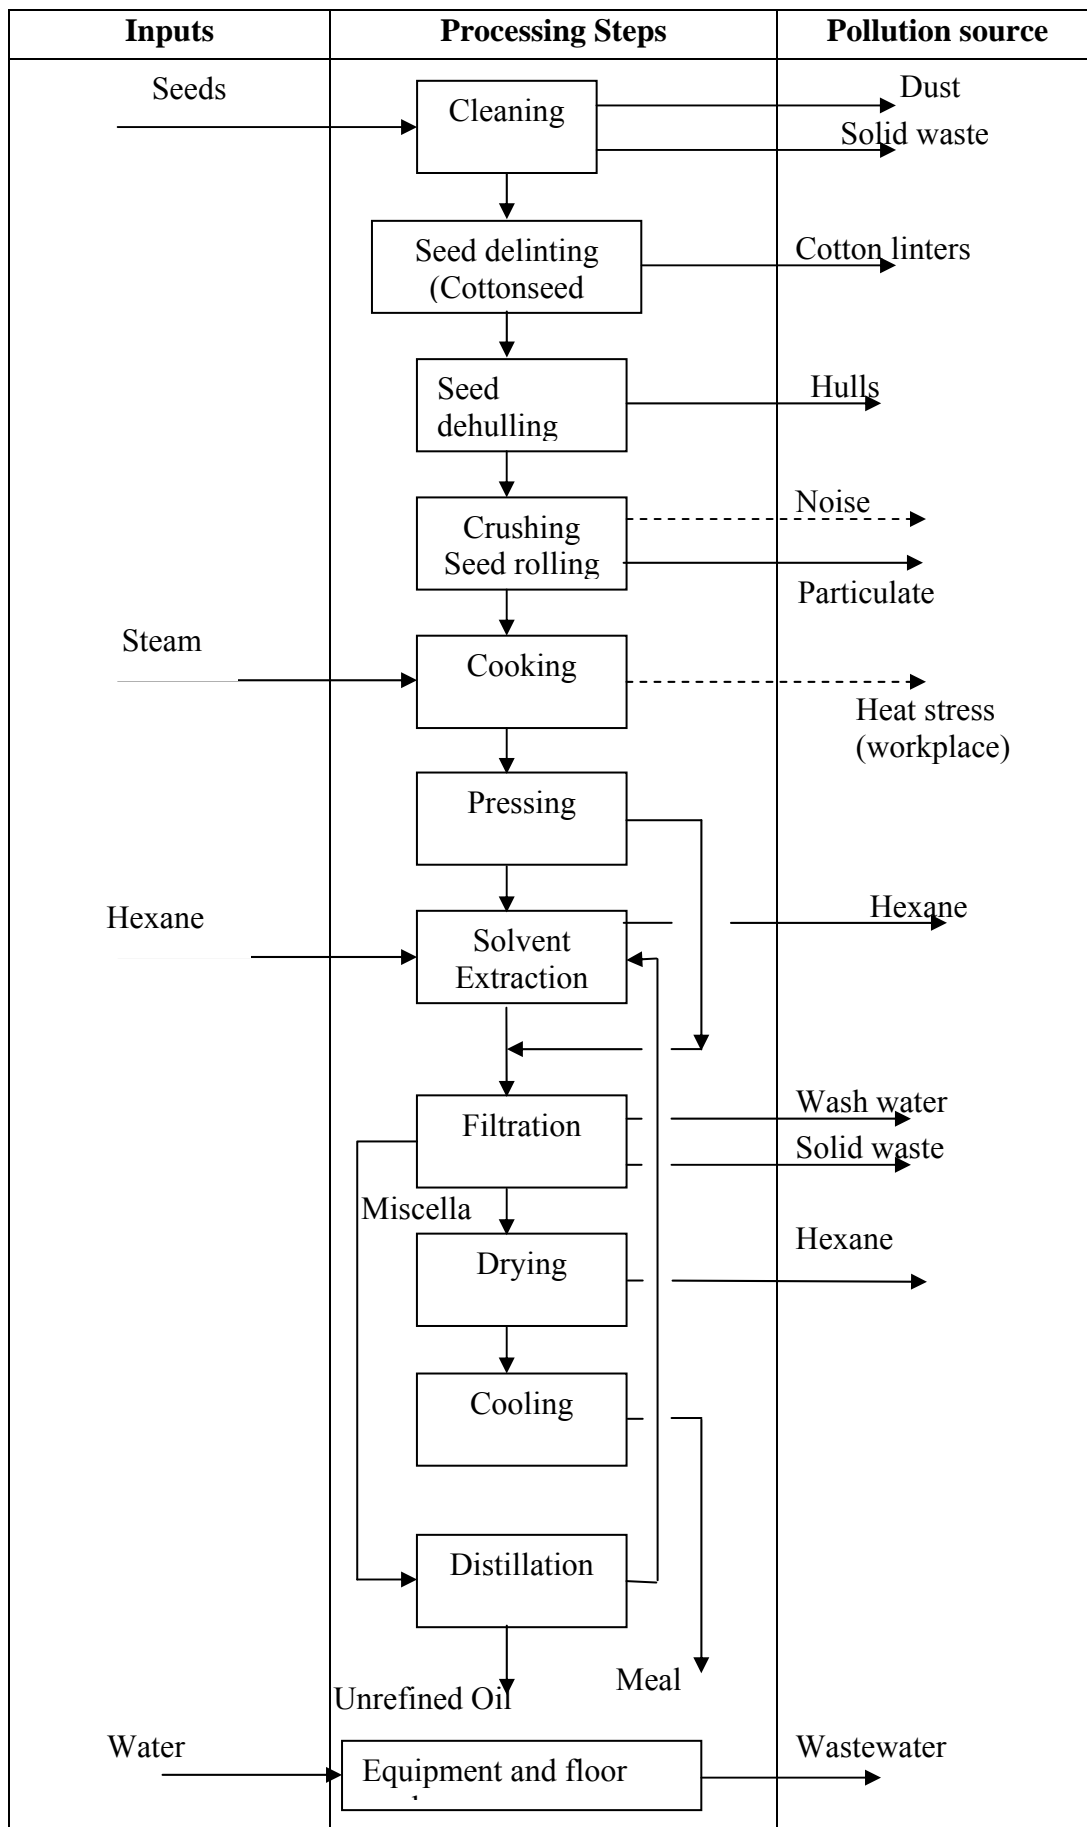 Inputs
Processing Steps
Pollution source
Seeds
Cleaning
Dust
Solid waste
Seed delinting
(Cottonseed
Cotton linters
Seed
dehulling
Hulls
Crushing
Seed rolling
Noise
Particulate
Steam
Cooking
Heat stress
(workplace)
Pressing
Hexane
Solvent
Extraction
Hexane
Filtration
Wash water
Solid waste
Miscella
Drying
Hexane
Cooling
Distillation
Unrefined Oil
Meal
Water
Equipment and floor
Wastewater